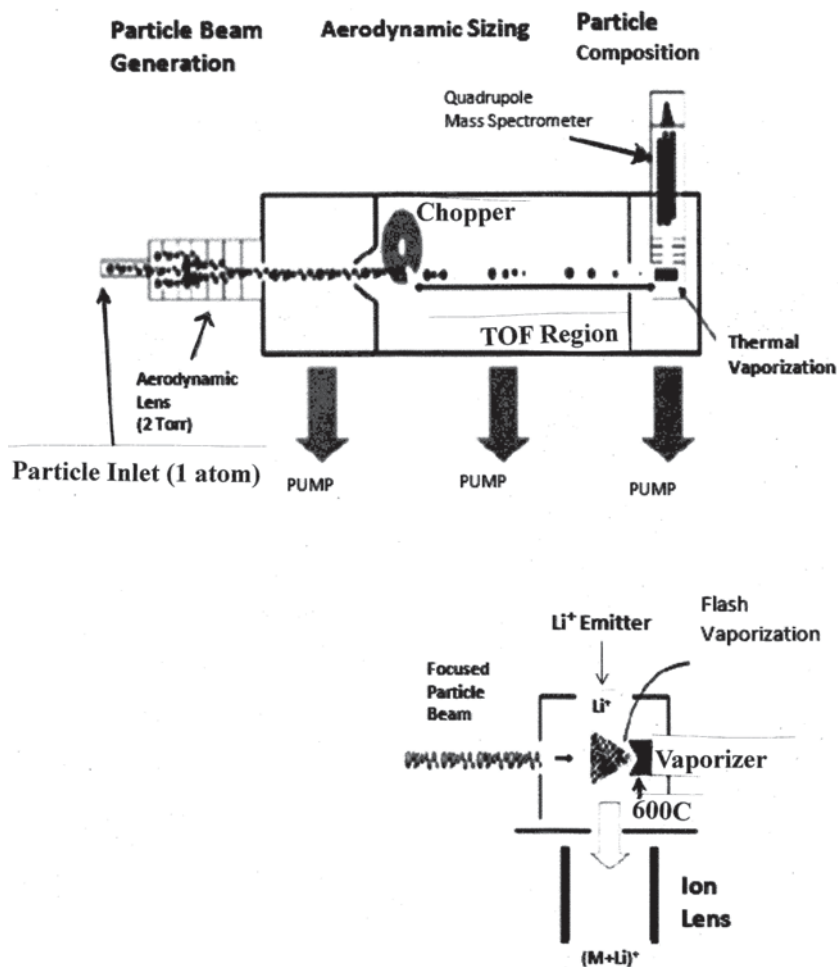 Particle Beam
Generation
Aerodynamic Sizing
Particle
Composition
Quadrupole
Mass Spectrometer
Chopper
TOF Region
Thermal
Vaporization
Aerodynamic
Lens
(2 Torr)
Particle Inlet (1 atom)
PUMP
PUMP
PUMP
Flash
Vaporization
Li⁺ Emitter
Focused
Particle
Beam
Li⁺
Vaporizer
600C
Ion
Lens
(M+Li)⁺